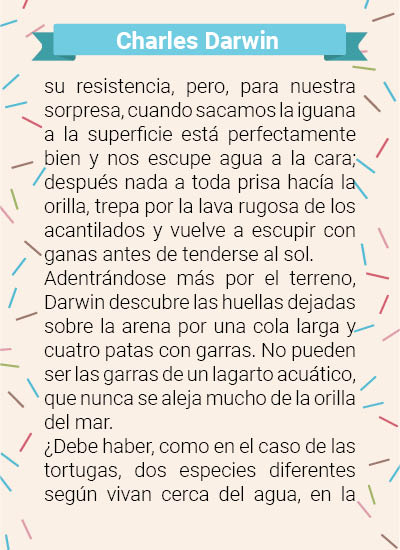 Charles Darwin
su resistencia, pero, para nuestra
sorpresa, cuando sacamos la iguana
a la superficie está perfectamente
bien y nos escupe agua a la cara;
después nada a toda prisa hacía la
orilla, trepa por la lava rugosa de los
acantilados y vuelve a escupir con
ganas antes de tenderse al sol.
Adentrándose más por el terreno,
Darwin descubre las huellas dejadas
sobre la arena por una cola larga y
cuatro patas con garras. No pueden
ser las garras de un lagarto acuático,
que nunca se aleja mucho de la orilla
del mar.
¿Debe haber, como en el caso de las
tortugas, dos especies diferentes
según vivan cerca del agua, en la